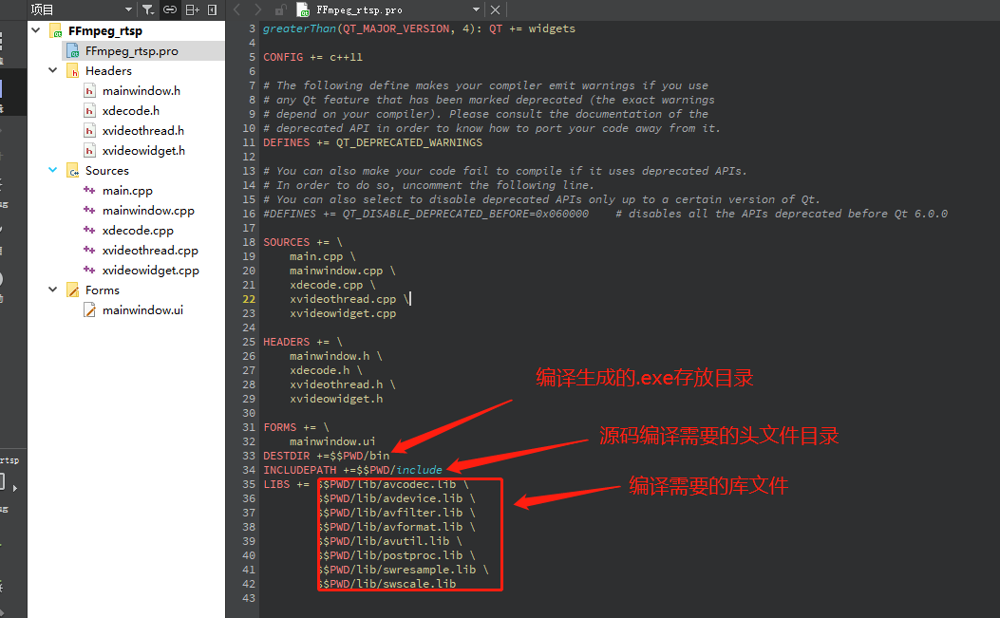 项目
FFmpeg_rtsp.pro
FFmpeg_rtsp
FFmpeg_rtsp.pro
Headers
mainwindow.h
xdecode.h
xvideothread.h
xvideowidget.h
Sources
main.cpp
mainwindow.cpp
xdecode.cpp
xvideothread.cpp
xvideowidget.cpp
Forms
mainwindow.ui
rtsp
3 greaterThan(QT_MAJOR_VERSION, 4): QT += widgets
4
5 CONFIG += c++11
6
7 # The following define makes your compiler emit warnings if you use
8 # any Qt feature that has been marked deprecated (the exact warnings
9 # depend on your compiler). Please consult the documentation of the
10 # deprecated API in order to know how to port your code away from it.
11 DEFINES += QT_DEPRECATED_WARNINGS
12
13 # You can also make your code fail to compile if it uses deprecated APIs.
14 # In order to do so, uncomment the following line.
15 # You can also select to disable deprecated APIs only up to a certain version of Qt.
16 #DEFINES += QT_DISABLE_DEPRECATED_BEFORE=0x060000    # disables all the APIs deprecated before Qt 6.0.0
17
18 SOURCES += \
19 main.cpp \
20 mainwindow.cpp \
21 xdecode.cpp \
22 xvideothread.cpp \
23 xvideowidget.cpp
24
25 HEADERS += \
26 mainwindow.h \
27 xdecode.h \
28 xvideothread.h \
29 xvideowidget.h
30
31 FORMS += \
32 mainwindow.ui
33 DESTDIR +=$$PWD/bin
34 INCLUDEPATH +=$$PWD/include
35 LIBS += $$PWD/lib/avcodec.lib \
36 $$PWD/lib/avdevice.lib \
37 $$PWD/lib/avfilter.lib \
38 $$PWD/lib/avformat.lib \
39 $$PWD/lib/avutil.lib \
40 $$PWD/lib/postproc.lib \
41 $$PWD/lib/swresample.lib \
42 $$PWD/lib/swscale.lib
43
编译生成的.exe存放目录
源码编译需要的头文件目录
编译需要的库文件